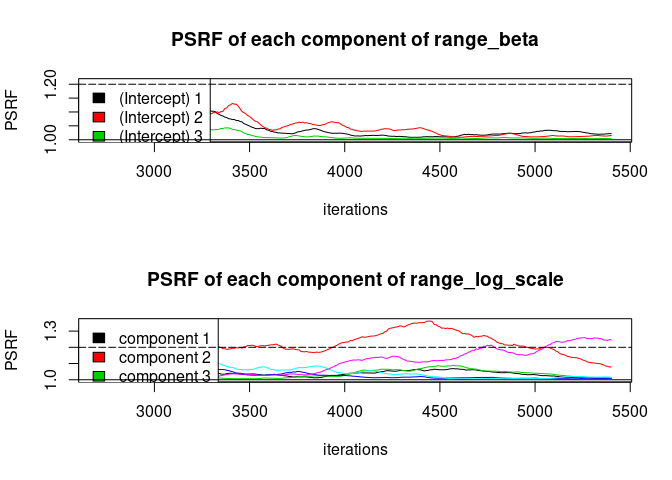 PSRF of each component of range_beta
PSRF
1.20
1.00
(Intercept) 1
(Intercept) 2
(Intercept) 3
3000 3500 4000 4500 5000 5500
iterations
PSRF of each component of range_log_scale
PSRF
1.3
1.0
component 1
component 2
component 3
3000 3500 4000 4500 5000 5500
iterations